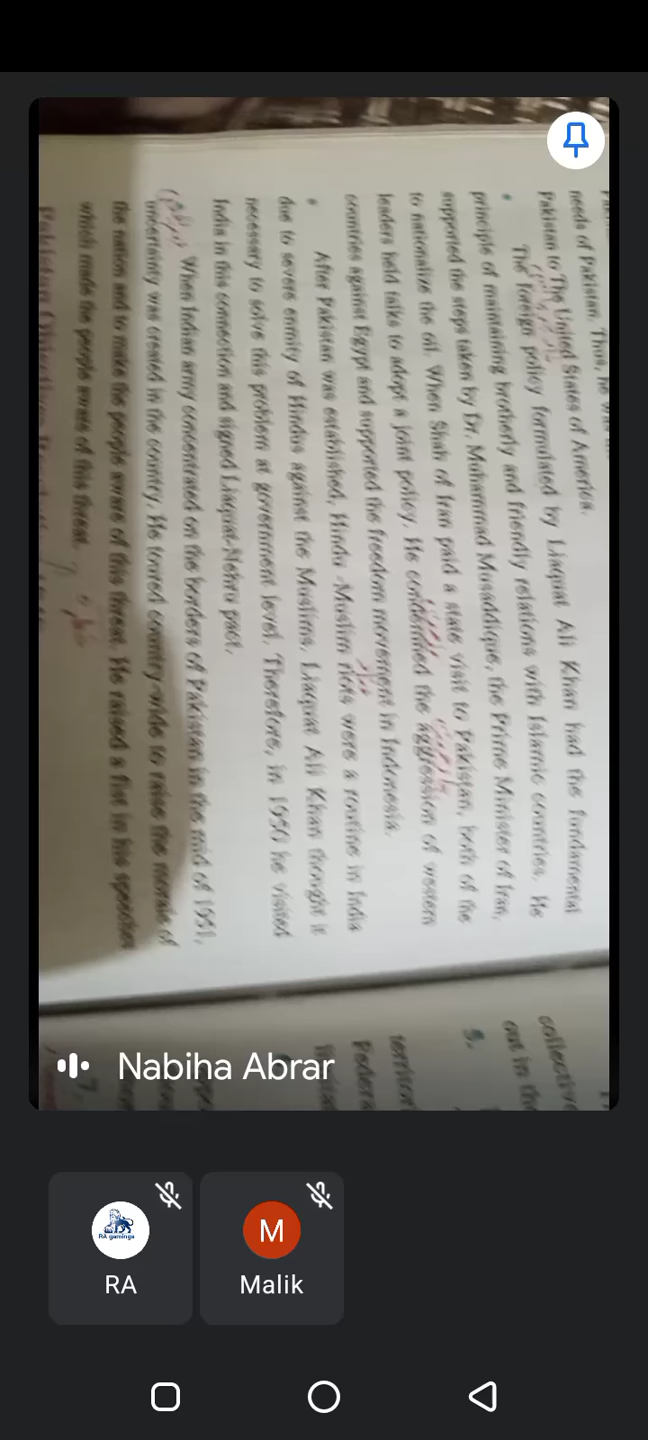 needs of Pakistan. Thus, he was
Pakistan to The United States of America.
The foreign policy formulated by Liaquat Ali Khan had the fundamental
principle of maintaining brotherly and friendly relations with Islamic countries. He
supported the steps taken by Dr. Muhammad Musaddique, the Prime Minister of Iran,
to nationalize the oil. When Shah of Iran paid a state visit to Pakistan, both of the
leaders held talks to adopt a joint policy. He condemned the aggression of western
countries against Egypt and supported the freedom movement in Indonesia.
After Pakistan was established, Hindu-Muslim riots were a routine in India
due to severe enmity of Hindus against the Muslims. Liaquat Ali Khan thought it
necessary to solve this problem at government level. Therefore, in 1950 he visited
India in this connection and signed Liaquat-Nehru pact.
When Indian army concentrated on the borders of Pakistan in the mid of 1951,
uncertainty was created in the country. He toured country-wide to raise the morale of
the nation and to make the people aware of this threat. He raised a fist in his speeches
which made the people aware of this threat.
collective
out in the
3.
territor
Federa
7.
Nabiha Abrar
RA gamings
RA
M
Malik